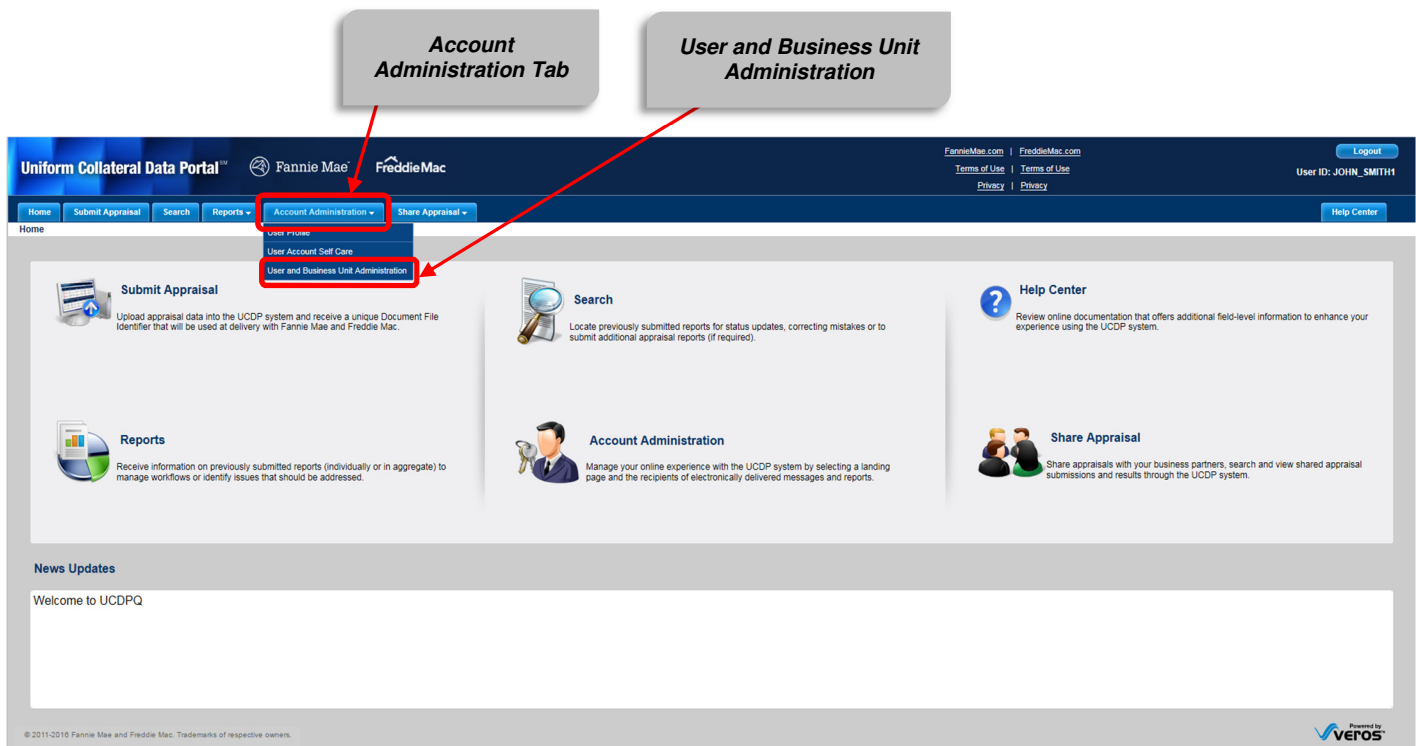 Account
Administration Tab
User and Business Unit
Administration
Uniform Collateral Data Portal℠ Fannie Mae® Freddie Mac
FannieMae.com | FreddieMac.com
Terms of Use | Terms of Use
Privacy | Privacy
Logout
User ID: JOHN_SMITH1
Home Submit Appraisal Search Reports Account Administration Share Appraisal Help Center
Home
User Profile
User Account Self Care
User and Business Unit Administration
Submit Appraisal
Upload appraisal data into the UCDP system and receive a unique Document File
Identifier that will be used at delivery with Fannie Mae and Freddie Mac.
Search
Locate previously submitted reports for status updates, correcting mistakes or to
submit additional appraisal reports (if required).
Help Center
Review online documentation that offers additional field-level information to enhance your
experience using the UCDP system.
Reports
Receive information on previously submitted reports (individually or in aggregate) to
manage workflows or identify issues that should be addressed.
Account Administration
Manage your online experience with the UCDP system by selecting a landing
page and the recipients of electronically delivered messages and reports.
Share Appraisal
Share appraisals with your business partners, search and view shared appraisal
submissions and results through the UCDP system.
News Updates
Welcome to UCDPQ
© 2011-2016 Fannie Mae and Freddie Mac. Trademarks of respective owners.
Powered by
veros™